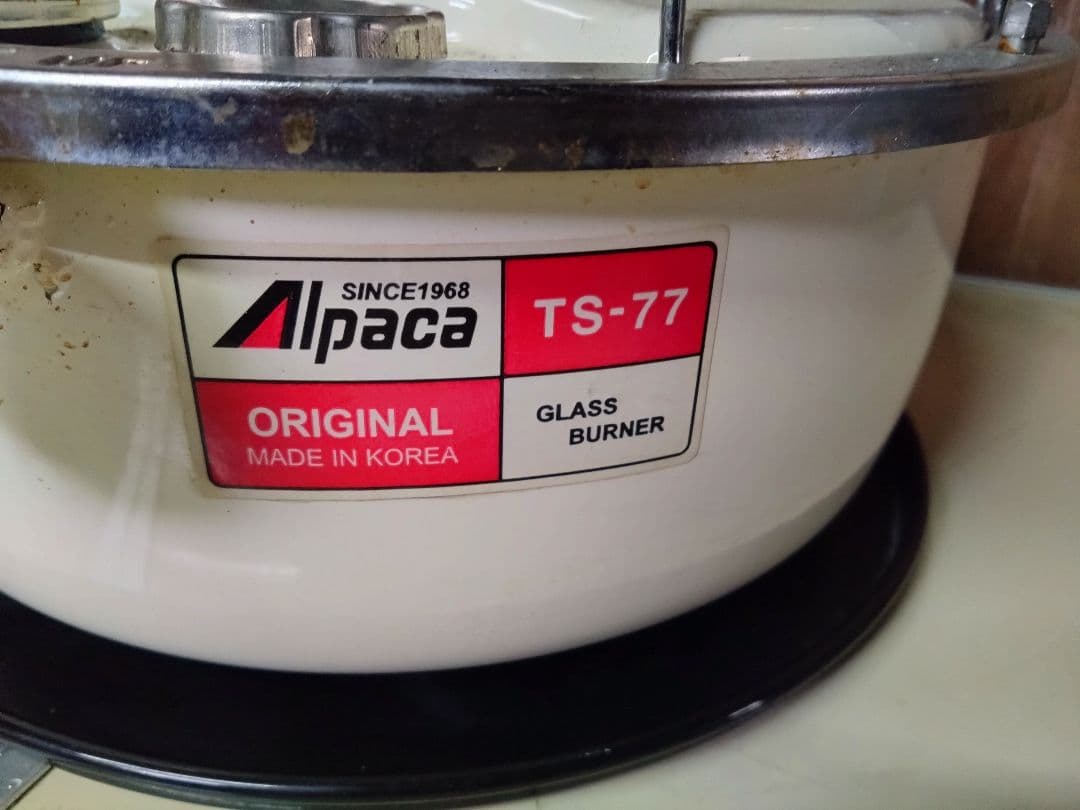 SINCE1968
Alpaca
TS-77
ORIGINAL
MADE IN KOREA
GLASS
BURNER